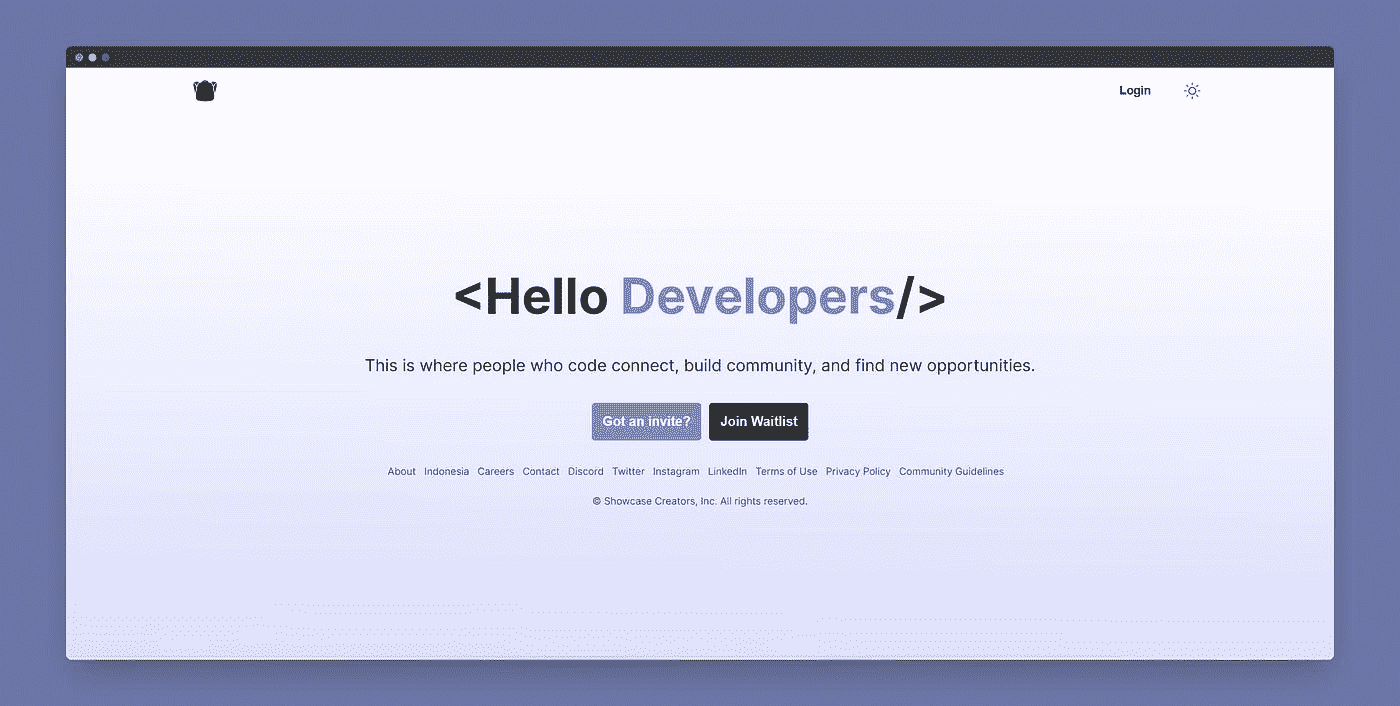 Login
<Hello Developers/>
This is where people who code connect, build community, and find new opportunities.
Got an invite? Join Waitlist
About Indonesia Careers Contact Discord Twitter Instagram LinkedIn Terms of Use Privacy Policy Community Guidelines
© Showcase Creators, Inc. All rights reserved.